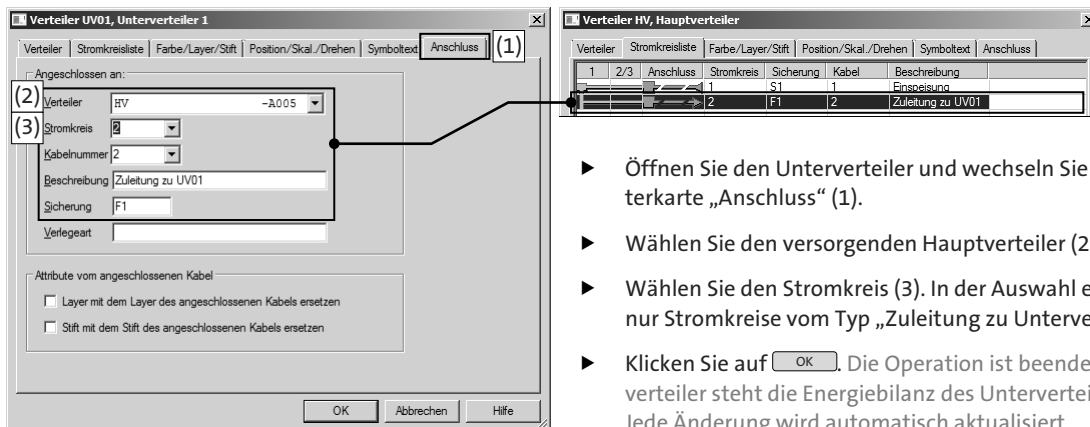 Verteiler UV01, Unterverteiler 1
Verteiler Stromkreisliste Farbe/Layer/Stift Position/Skal./Drehen Symboltext Anschluss (1)
Angeschlossen an:
(2) Verteiler HV -A005
(3) Stromkreis 2
Kabelnummer 2
Beschreibung Zuleitung zu UV01
Sicherung F1
Verlegeart
Attribute vom angeschlossenen Kabel
Layer mit dem Layer des angeschlossenen Kabels ersetzen
Stift mit dem Stift des angeschlossenen Kabels ersetzen
OK Abbrechen Hilfe
Verteiler HV, Hauptverteiler
Verteiler Stromkreisliste Farbe/Layer/Stift Position/Skal./Drehen Symboltext Anschluss
1 2/3 Anschluss Stromkreis Sicherung Kabel Beschreibung
1 S1 1 Einspeisung
2 F1 2 Zuleitung zu UV01
► Öffnen Sie den Unterverteiler und wechseln Sie
terkarte „Anschluss“ (1).
► Wählen Sie den versorgenden Hauptverteiler (2
► Wählen Sie den Stromkreis (3). In der Auswahl e
nur Stromkreise vom Typ „Zuleitung zu Unterve
► Klicken Sie auf OK. Die Operation ist beende
verteiler steht die Energiebilanz des Untervertei
Jede Änderung wird automatisch aktualisiert